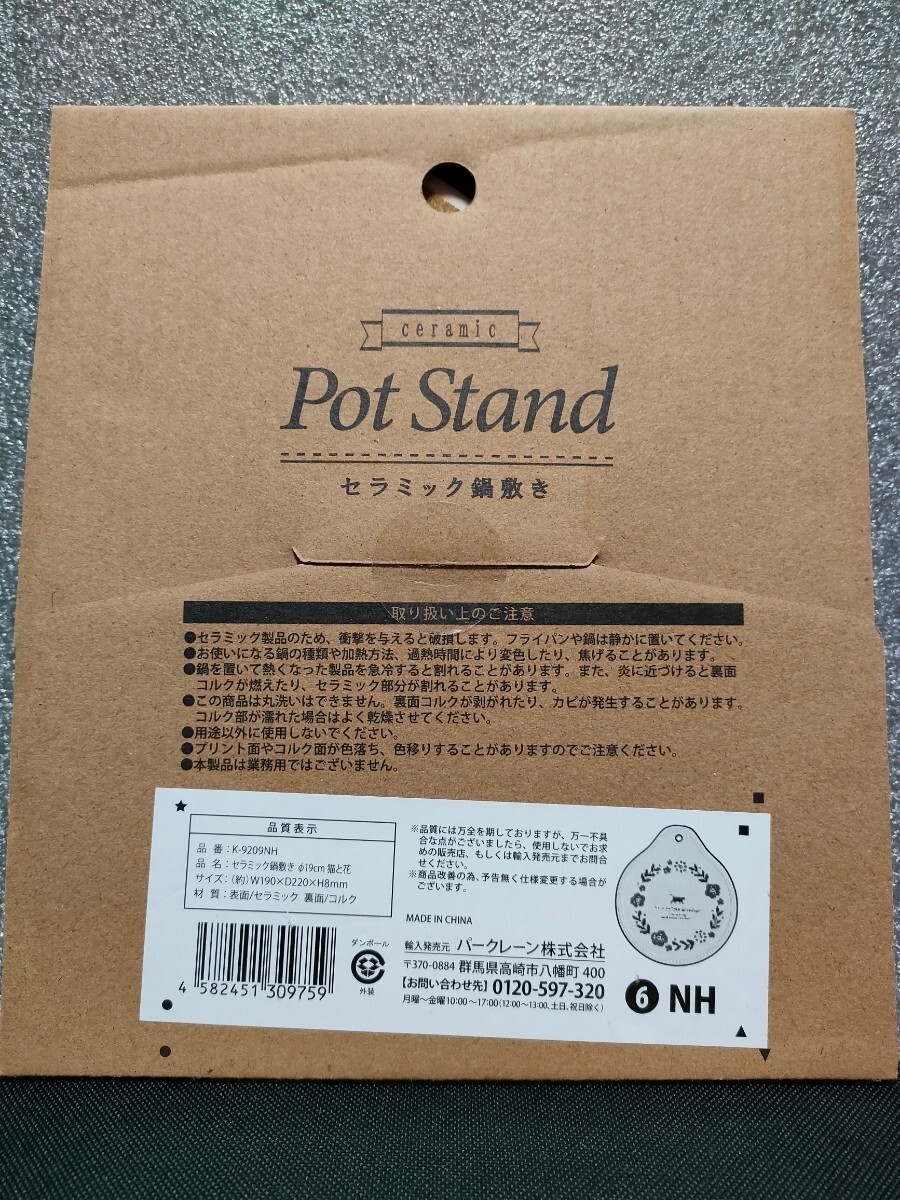 ceramic
Pot Stand
セラミック鍋敷き
取り扱い上のご注意
●セラミック製品のため、衝撃を与えると破損します。フライパンや鍋は静かに置いてください。
●お使いになる鍋の種類や加熱方法、過熱時間により変色したり、焦げることがあります。
●鍋を置いて熱くなった製品を急冷すると割れることがあります。また、炎に近づけると裏面
コルクが燃えたり、セラミック部分が割れることがあります。
●この商品は丸洗いはできません。裏面コルクが剥がれたり、カビが発生することがあります。
コルク部が濡れた場合はよく乾燥させてください。
●用途以外に使用しないでください。
●プリント面やコルク面が色落ち、色移りすることがありますのでご注意ください。
●本製品は業務用ではございません。
品質表示
品 番：K-9209NH
品 名：セラミック鍋敷き φ19cm 猫と花
サイズ：（約）W190×D220×H8mm
材 質：表面/セラミック 裏面/コルク
4 582451 309759
ダンボール
外装
※品質には万全を期しておりますが、万一不具
合な点がございましたら、使用しないでお求
めの販売店、もしくは輸入発売元までお問合
せください。
※商品改善の為、予告無く仕様変更する場合が
ございます。
MADE IN CHINA
輸入発売元 パークレーン株式会社
〒370-0884 群馬県高崎市八幡町 400
【お問い合わせ先】0120-597-320
月曜〜金曜10:00〜17:00（12:00〜13:00、土日、祝日除く）
6 NH